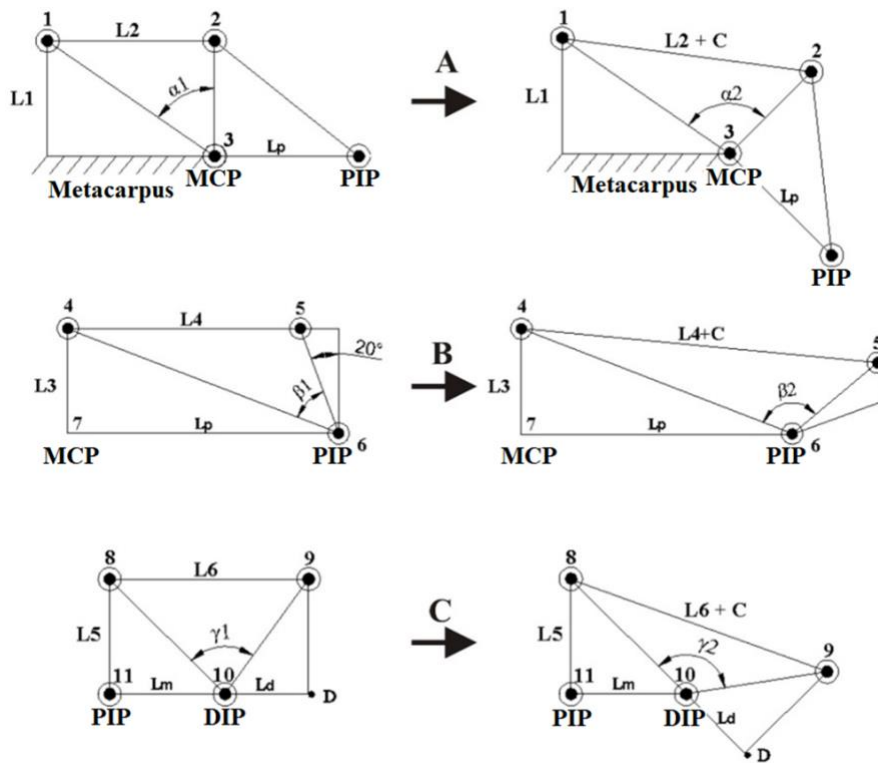 1 2 L2 L1 α1 3 Lp Metacarpus MCP PIP
A
1 L2 + C 2 L1 α2 3 Metacarpus MCP Lp PIP
4 L4 5 20° L3 β1 7 Lp 6 MCP PIP
B
4 L4+C 5 L3 β2 7 Lp 6 MCP PIP
8 L6 9 L5 γ1 11 Lm 10 Ld D PIP DIP
C
8 L6 + C L5 γ2 9 11 Lm 10 Ld PIP DIP D